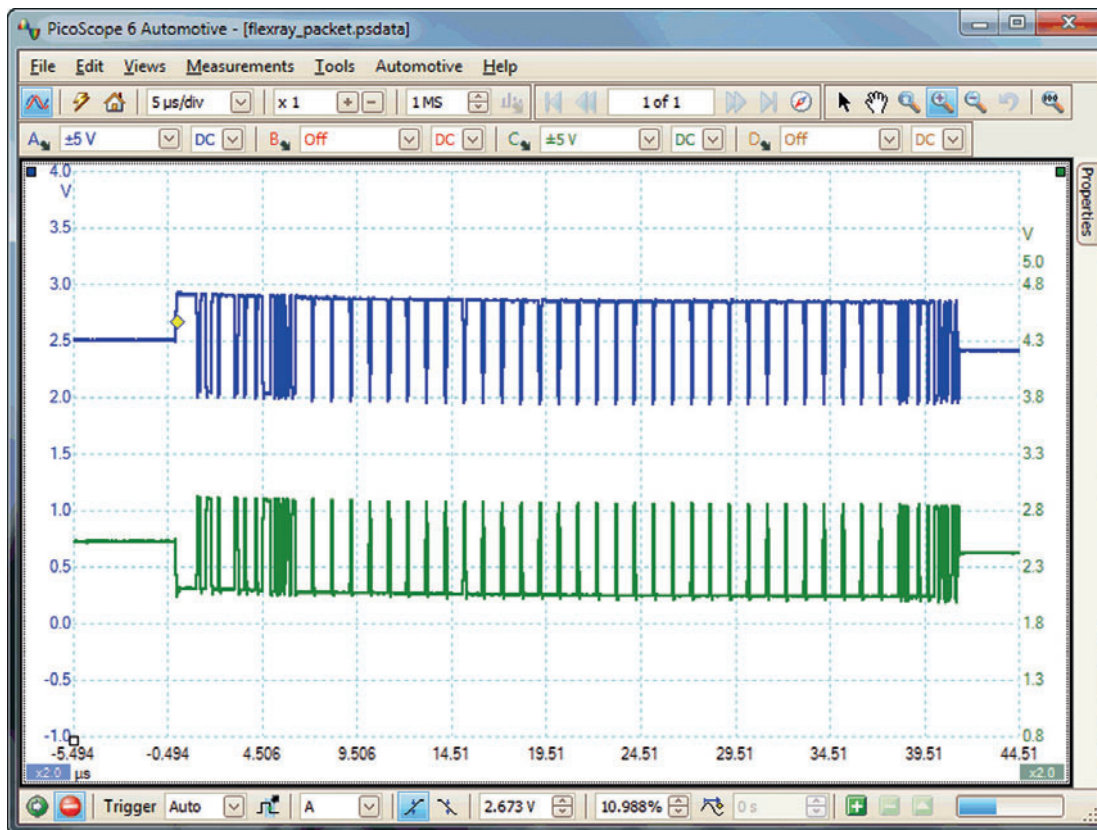 PicoScope 6 Automotive - [flexray_packet.psdata]
File Edit Views Measurements Tools Automotive Help
5 µs/div x 1 1 MS 1 of 1
A ±5 V DC B Off DC C ±5 V DC D Off DC
Properties
4.0
V
3.5
3.0
2.5
2.0
1.5
1.0
0.5
0.0
-0.5
-1.0
V
5.0
4.8
4.3
3.8
3.3
2.8
2.3
1.8
1.3
0.8
-5.494 -0.494 4.506 9.506 14.51 19.51 24.51 29.51 34.51 39.51 44.51
x2.0 µs x2.0
Trigger Auto A 2.673 V 10.988% 0 s